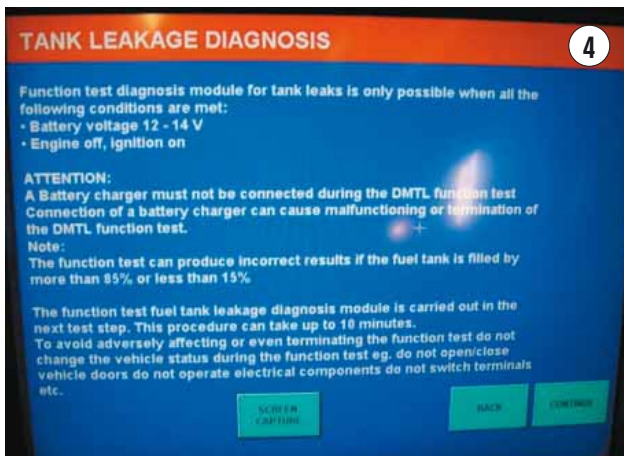 TANK LEAKAGE DIAGNOSIS
4
Function test diagnosis module for tank leaks is only possible when all the
following conditions are met:
· Battery voltage 12 - 14 V
· Engine off, ignition on
ATTENTION:
A Battery charger must not be connected during the DMTL function test
Connection of a battery charger can cause malfunctioning or termination of
the DMTL function test.
Note:
The function test can produce incorrect results if the fuel tank is filled by
more than 85% or less than 15%
The function test fuel tank leakage diagnosis module is carried out in the
next test step. This procedure can take up to 10 minutes.
To avoid adversely affecting or even terminating the function test do not
change the vehicle status during the function test eg. do not open/close
vehicle doors do not operate electrical components do not switch terminals
etc.
SCREEN
CAPTURE
BACK
CONTINUE